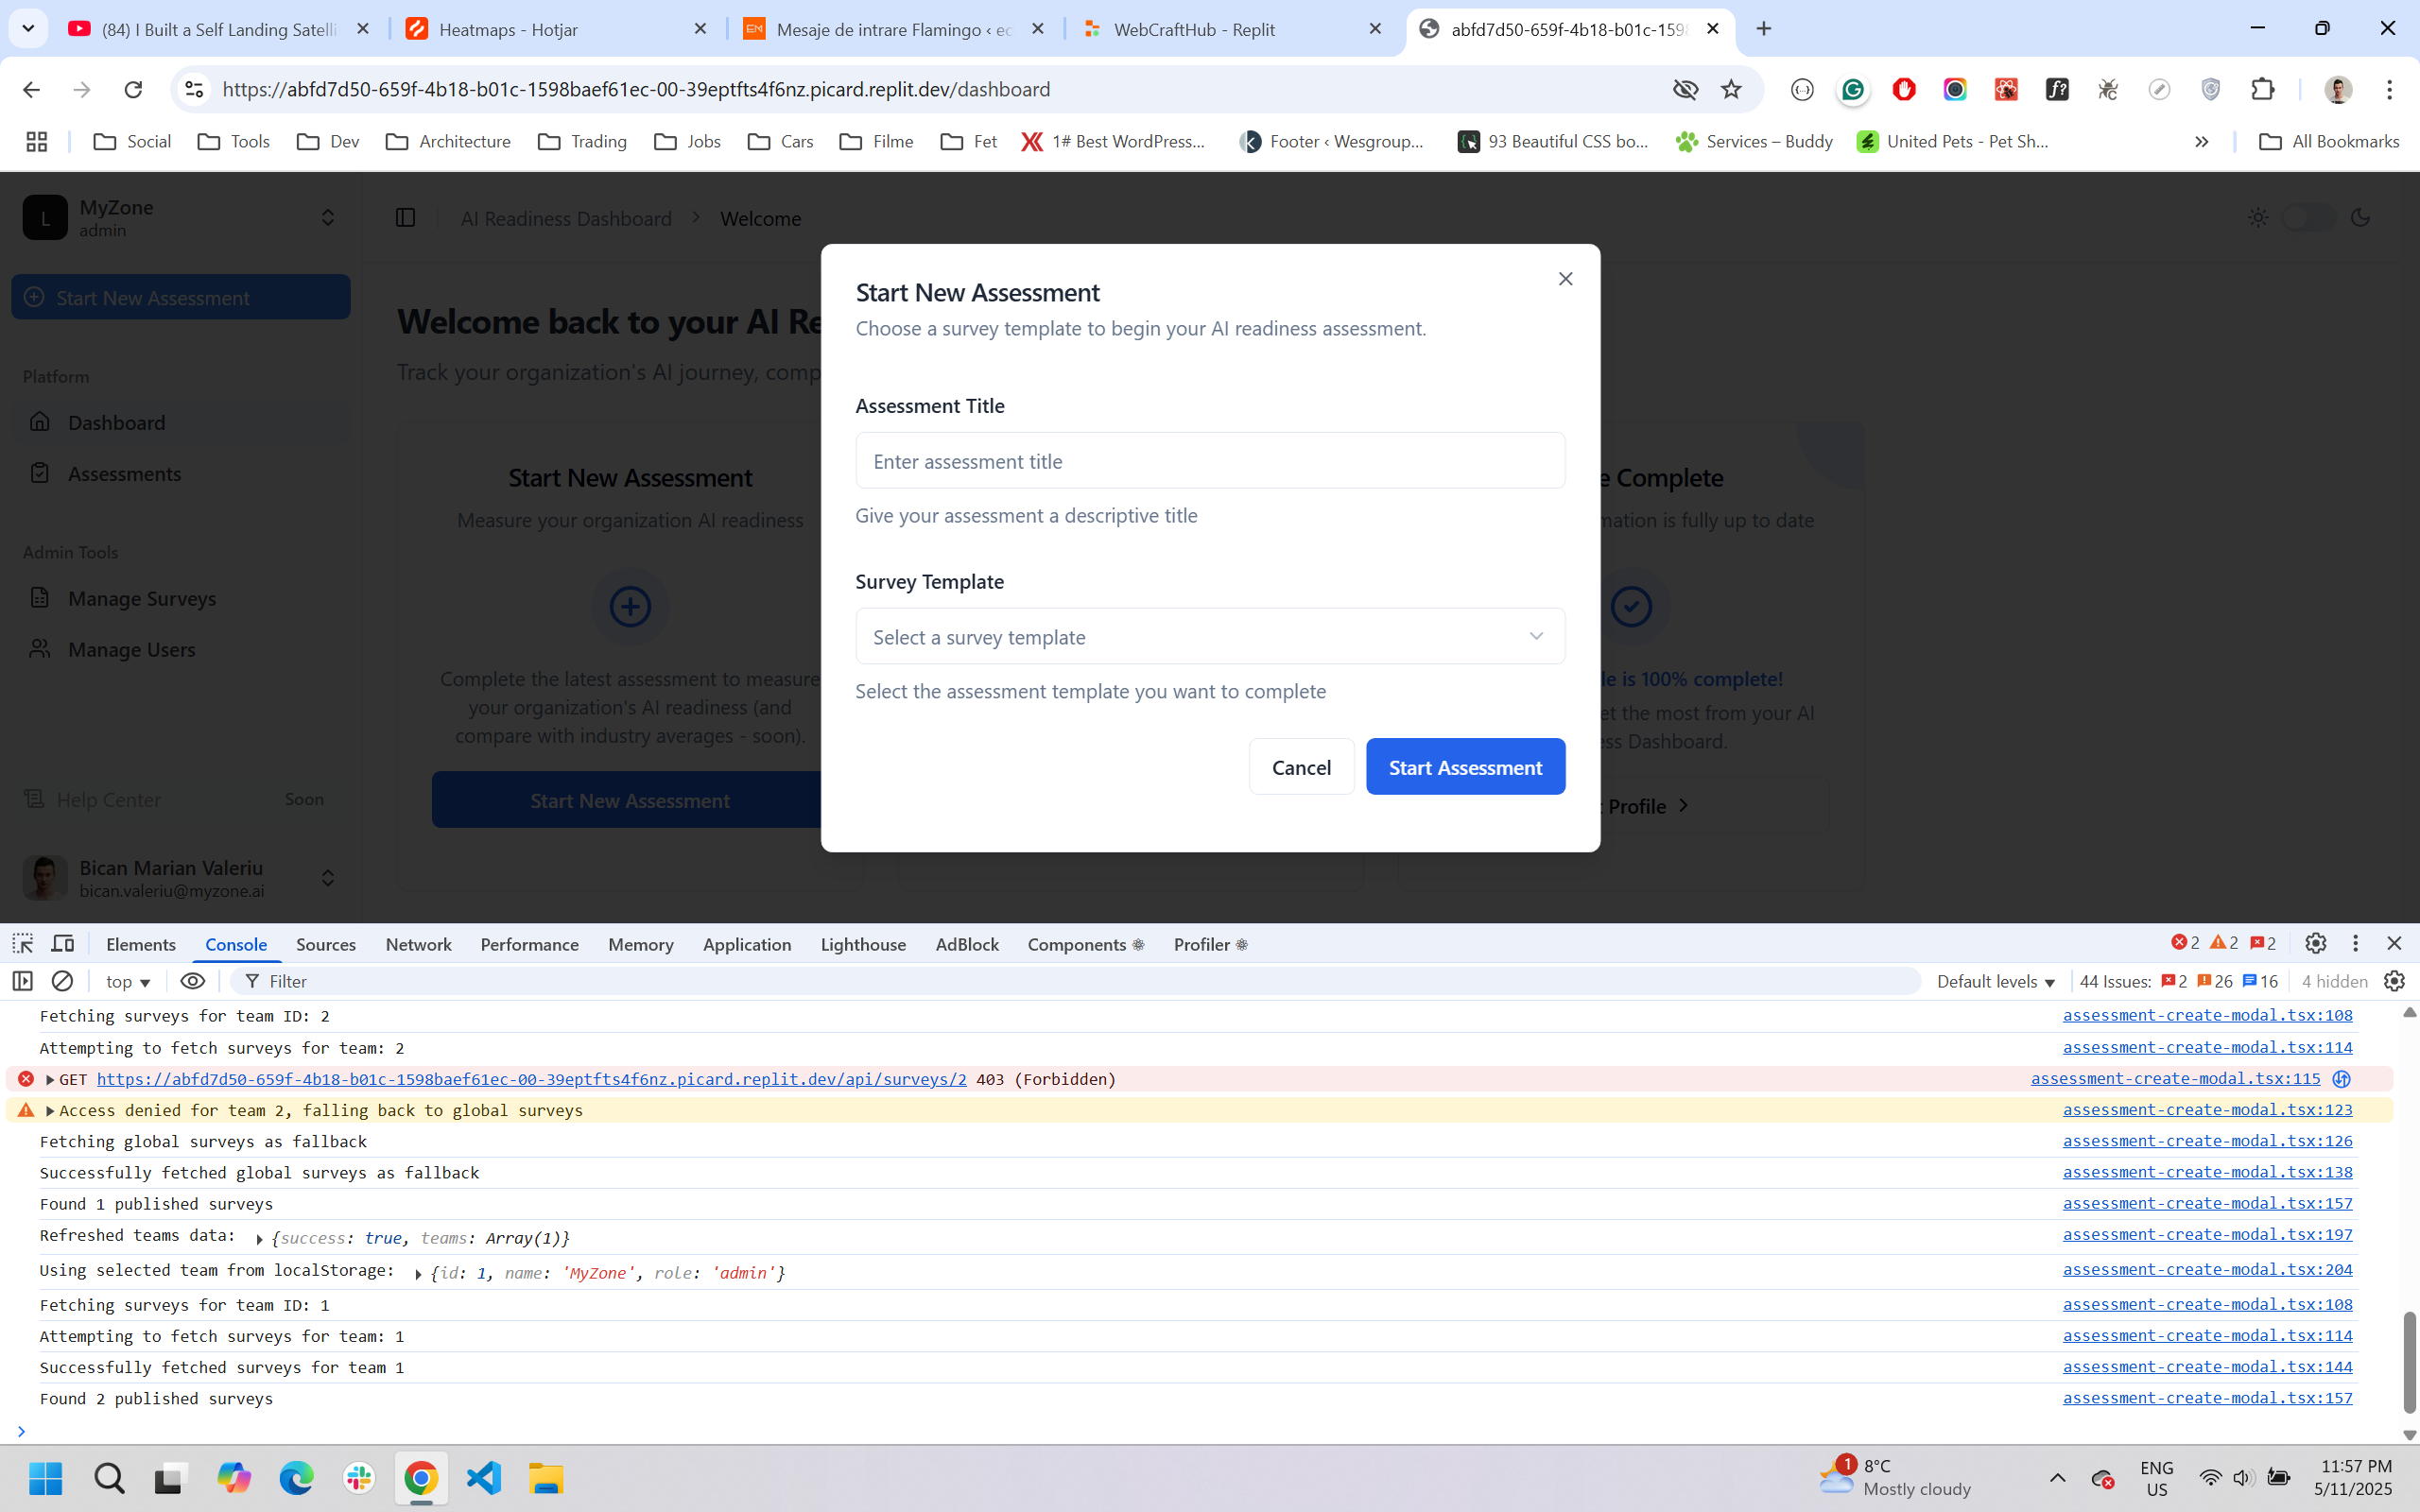 (84) I Built a Self Landing Satelli
Heatmaps - Hotjar
EM
Mesaje de intrare Flamingo ‹ ec
WebCraftHub - Replit
abfd7d50-659f-4b18-b01c-1598
https://abfd7d50-659f-4b18-b01c-1598baef61ec-00-39eptfts4f6nz.picard.replit.dev/dashboard
f?
Social
Tools
Dev
Architecture
Trading
Jobs
Cars
Filme
Fet
1# Best WordPress...
Footer ‹ Wesgroup...
93 Beautiful CSS bo...
Services – Buddy
United Pets - Pet Sh...
»
All Bookmarks
L
MyZone
admin
AI Readiness Dashboard
Welcome
Start New Assessment
Platform
Dashboard
Assessments
Admin Tools
Manage Surveys
Manage Users
Help Center
Soon
Bican Marian Valeriu
bican.valeriu@myzone.ai
Welcome back to your AI Re
Track your organization's AI journey, comp
Start New Assessment
Measure your organization AI readiness
Complete the latest assessment to measure
your organization's AI readiness (and
compare with industry averages - soon).
Start New Assessment
Start New Assessment
Choose a survey template to begin your AI readiness assessment.
Assessment Title
Enter assessment title
Give your assessment a descriptive title
Survey Template
Select a survey template
Select the assessment template you want to complete
Cancel
Start Assessment
e Complete
mation is fully up to date
le is 100% complete!
et the most from your AI
ss Dashboard.
Profile
Elements
Console
Sources
Network
Performance
Memory
Application
Lighthouse
AdBlock
Components
Profiler
2
2
2
top
Filter
Default levels
44 Issues:
2
26
16
4 hidden
Fetching surveys for team ID: 2
assessment-create-modal.tsx:108
Attempting to fetch surveys for team: 2
assessment-create-modal.tsx:114
GET https://abfd7d50-659f-4b18-b01c-1598baef61ec-00-39eptfts4f6nz.picard.replit.dev/api/surveys/2 403 (Forbidden)
assessment-create-modal.tsx:115
Access denied for team 2, falling back to global surveys
assessment-create-modal.tsx:123
Fetching global surveys as fallback
assessment-create-modal.tsx:126
Successfully fetched global surveys as fallback
assessment-create-modal.tsx:138
Found 1 published surveys
assessment-create-modal.tsx:157
Refreshed teams data: {success: true, teams: Array(1)}
assessment-create-modal.tsx:197
Using selected team from localStorage: {id: 1, name: 'MyZone', role: 'admin'}
assessment-create-modal.tsx:204
Fetching surveys for team ID: 1
assessment-create-modal.tsx:108
Attempting to fetch surveys for team: 1
assessment-create-modal.tsx:114
Successfully fetched surveys for team 1
assessment-create-modal.tsx:144
Found 2 published surveys
assessment-create-modal.tsx:157
1
8°C
Mostly cloudy
ENG
US
11:57 PM
5/11/2025